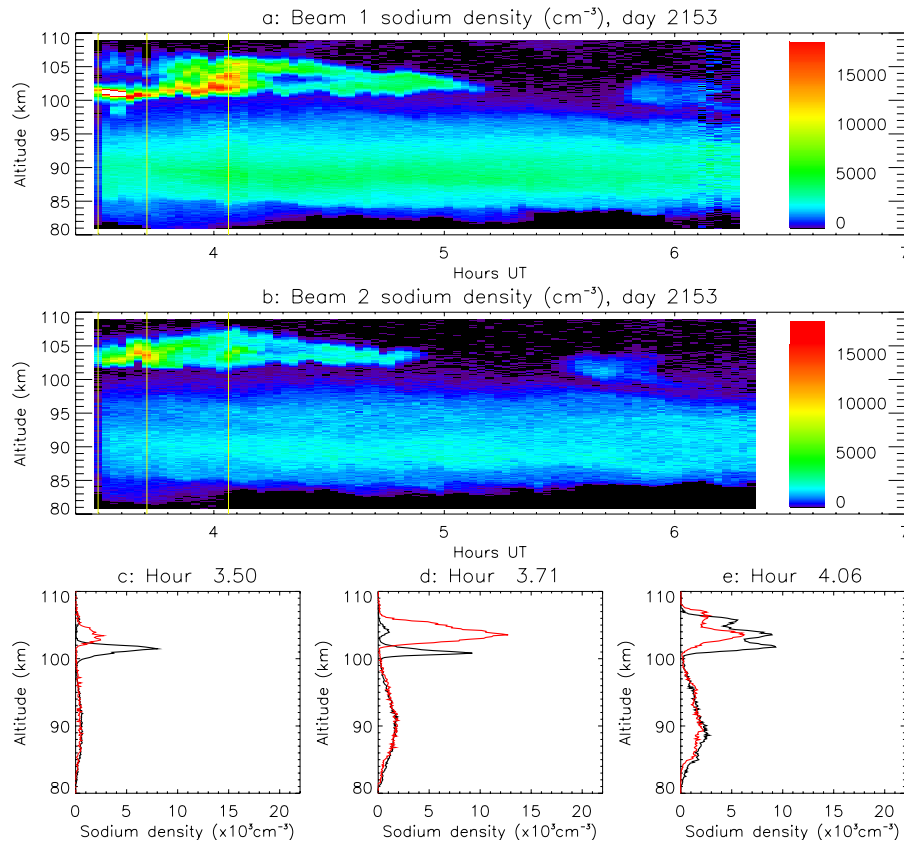 a: Beam 1 sodium density (cm⁻³), day 2153
110
105
100
95
90
85
80
Altitude (km)
15000
10000
5000
0
4 5 6 7
Hours UT
b: Beam 2 sodium density (cm⁻³), day 2153
110
105
100
95
90
85
80
Altitude (km)
15000
10000
5000
0
4 5 6 7
Hours UT
c: Hour 3.50
110
100
90
80
Altitude (km)
0 5 10 15 20
Sodium density (x10³cm⁻³)
d: Hour 3.71
110
100
90
80
Altitude (km)
0 5 10 15 20
Sodium density (x10³cm⁻³)
e: Hour 4.06
110
100
90
80
Altitude (km)
0 5 10 15 20
Sodium density (x10³cm⁻³)